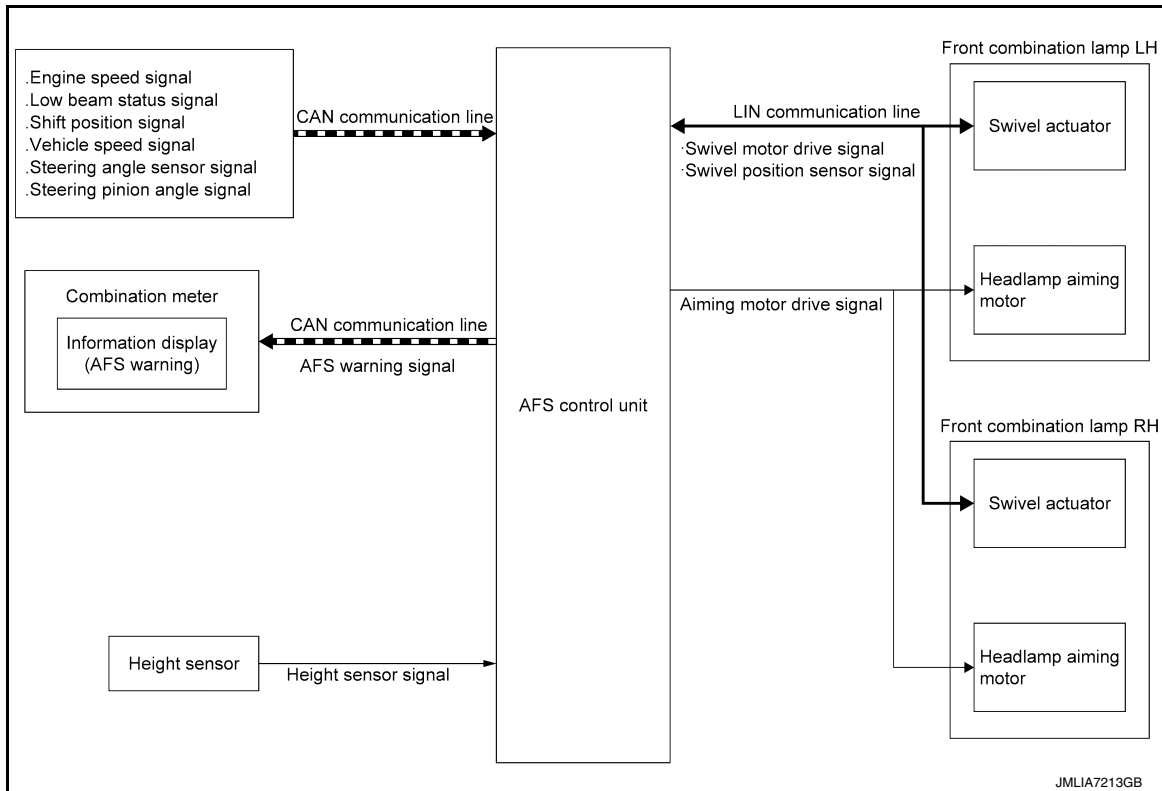 .Engine speed signal
.Low beam status signal
.Shift position signal
.Vehicle speed signal
.Steering angle sensor signal
.Steering pinion angle signal
CAN communication line
Combination meter
Information display
(AFS warning)
CAN communication line
AFS warning signal
Height sensor
Height sensor signal
AFS control unit
LIN communication line
·Swivel motor drive signal
·Swivel position sensor signal
Aiming motor drive signal
Front combination lamp LH
Swivel actuator
Headlamp aiming
motor
Front combination lamp RH
Swivel actuator
Headlamp aiming
motor
JMLIA7213GB